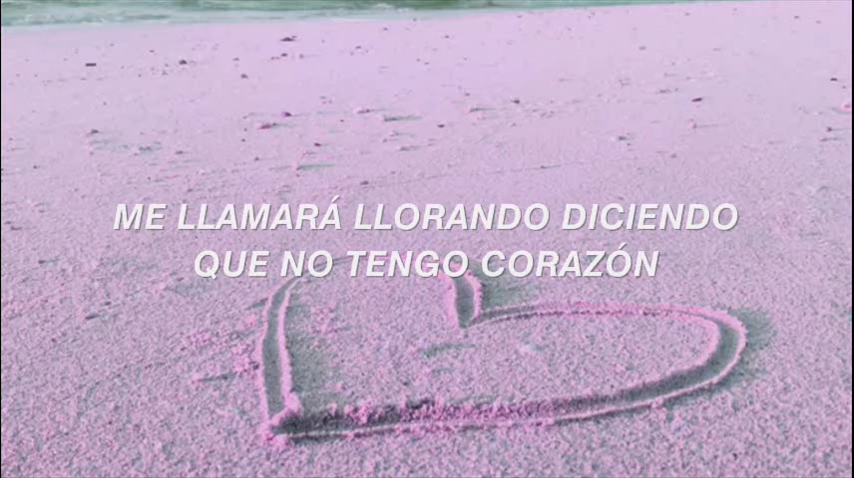 ME LLAMARÁ LLORANDO DICIENDO
QUE NO TENGO CORAZÓN